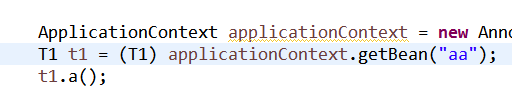 ApplicationContext applicationContext = new Anno
T1 t1 = (T1) applicationContext.getBean("aa");
t1.a();